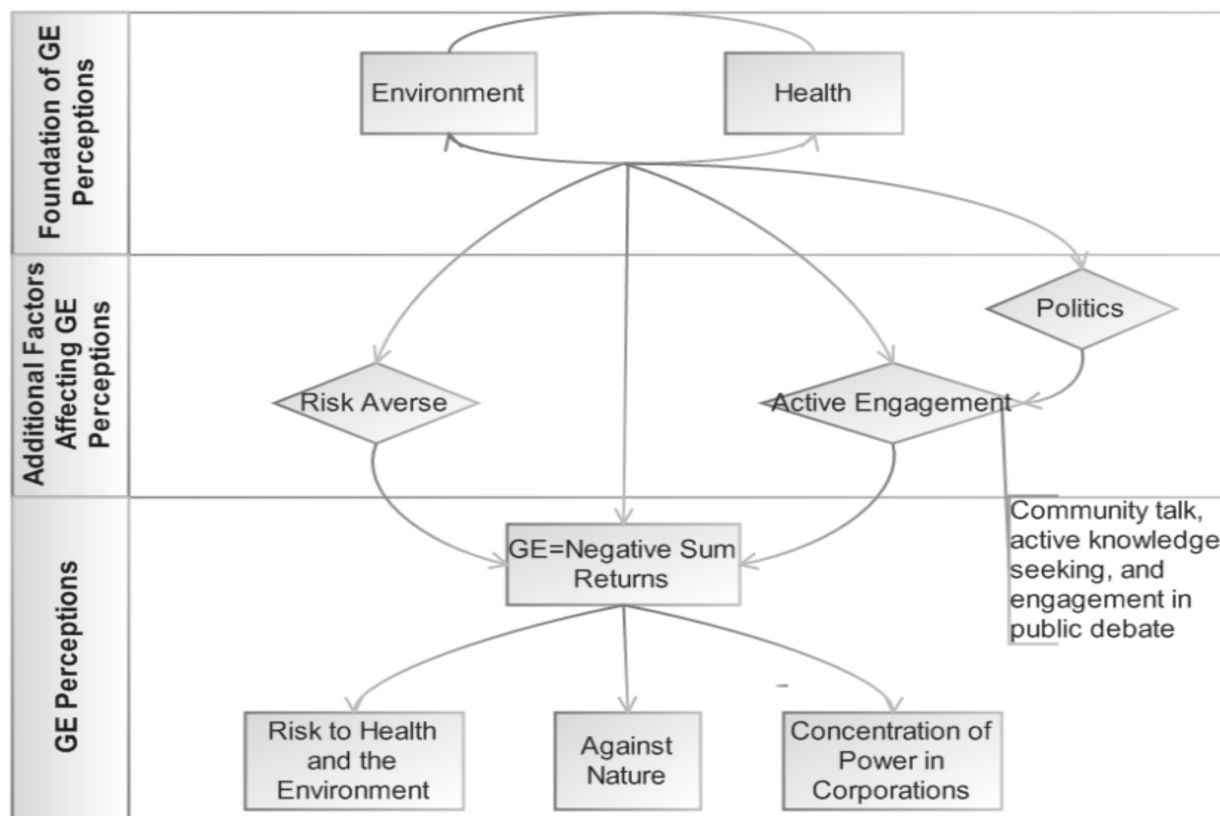 Foundation of GE
Perceptions
Environment
Health
Additional Factors
Affecting GE
Perceptions
Politics
Risk Averse
Active Engagement
Community talk,
active knowledge
seeking, and
engagement in
public debate
GE Perceptions
GE=Negative Sum
Returns
Risk to Health
and the
Environment
Against
Nature
Concentration of
Power in
Corporations